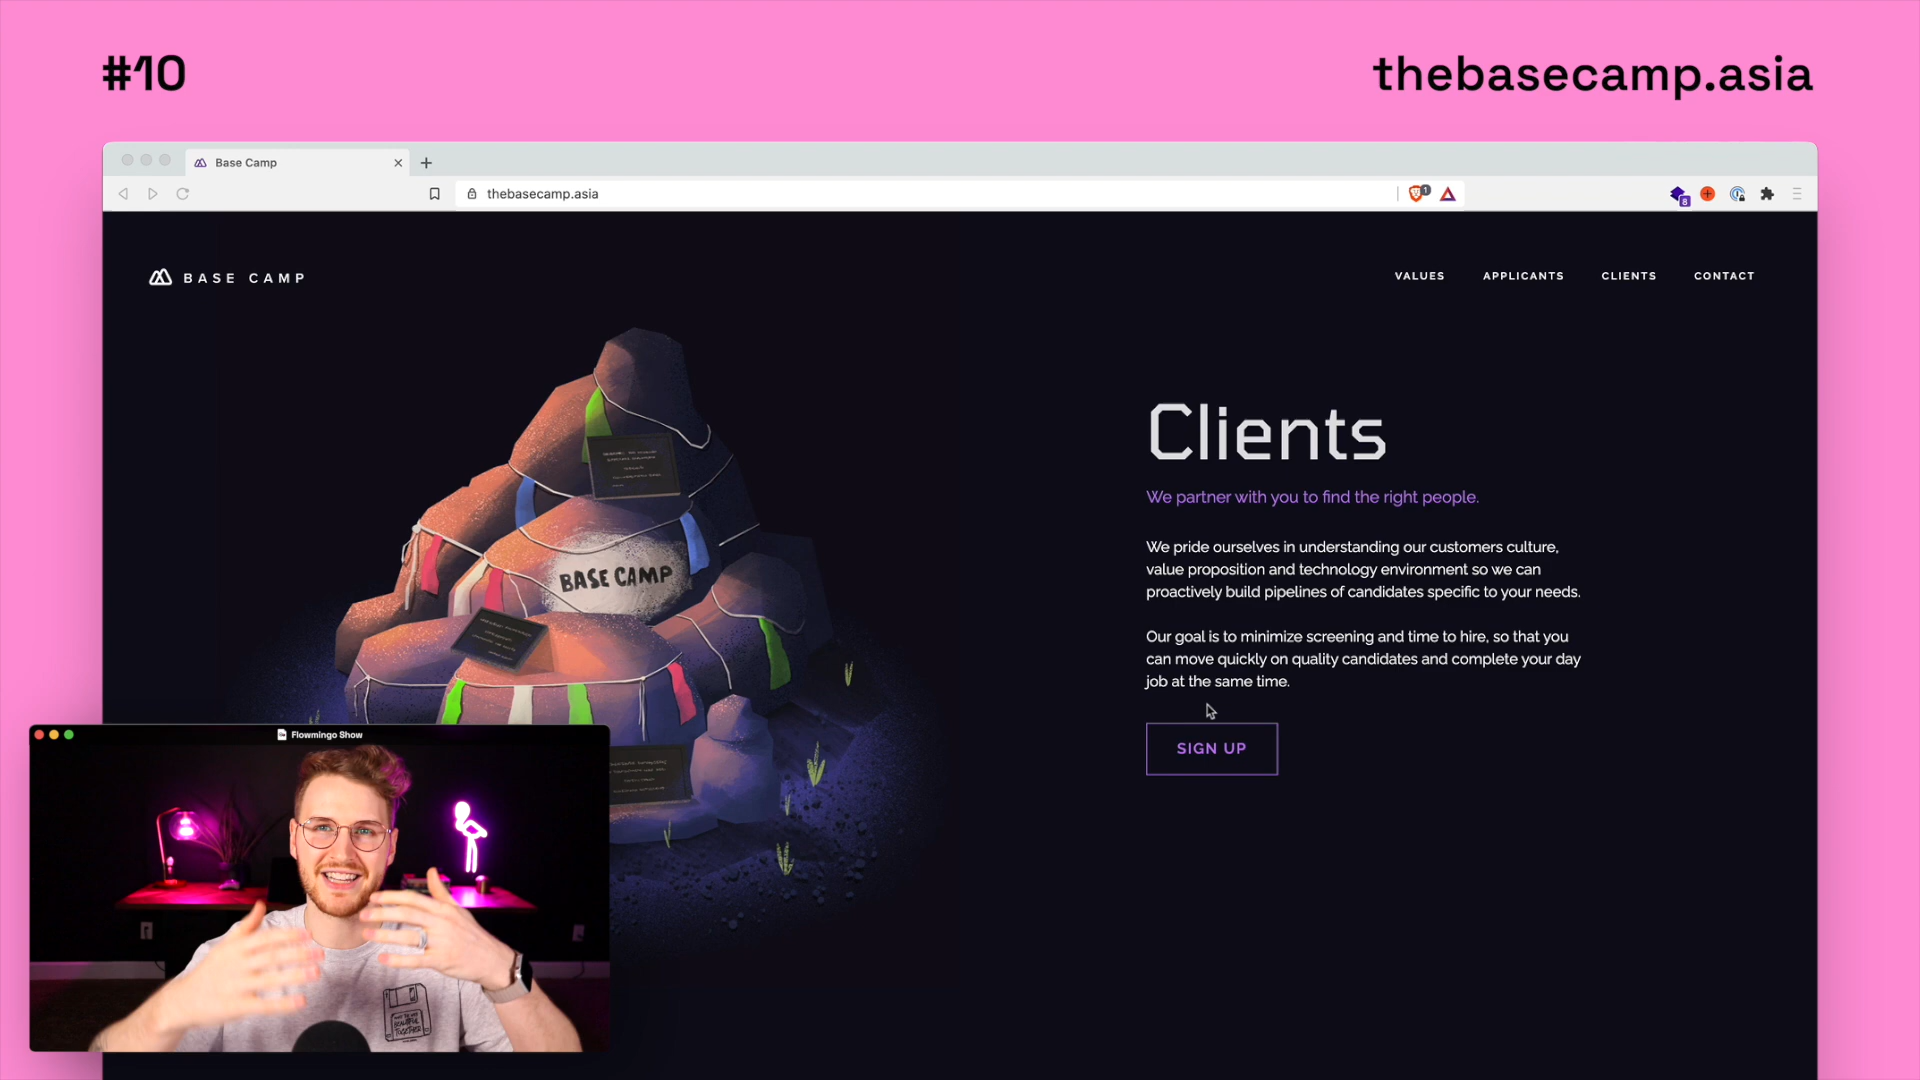 #10
thebasecamp.asia
Base Camp
thebasecamp.asia
1
8
BASE CAMP
VALUES
APPLICANTS
CLIENTS
CONTACT
BASE CAMP
Clients
We partner with you to find the right people.
We pride ourselves in understanding our customers culture,
value proposition and technology environment so we can
proactively build pipelines of candidates specific to your needs.
Our goal is to minimize screening and time to hire, so that you
can move quickly on quality candidates and complete your day
job at the same time.
SIGN UP
Flowmingo Show
BEAUTIFUL
TOGETHER